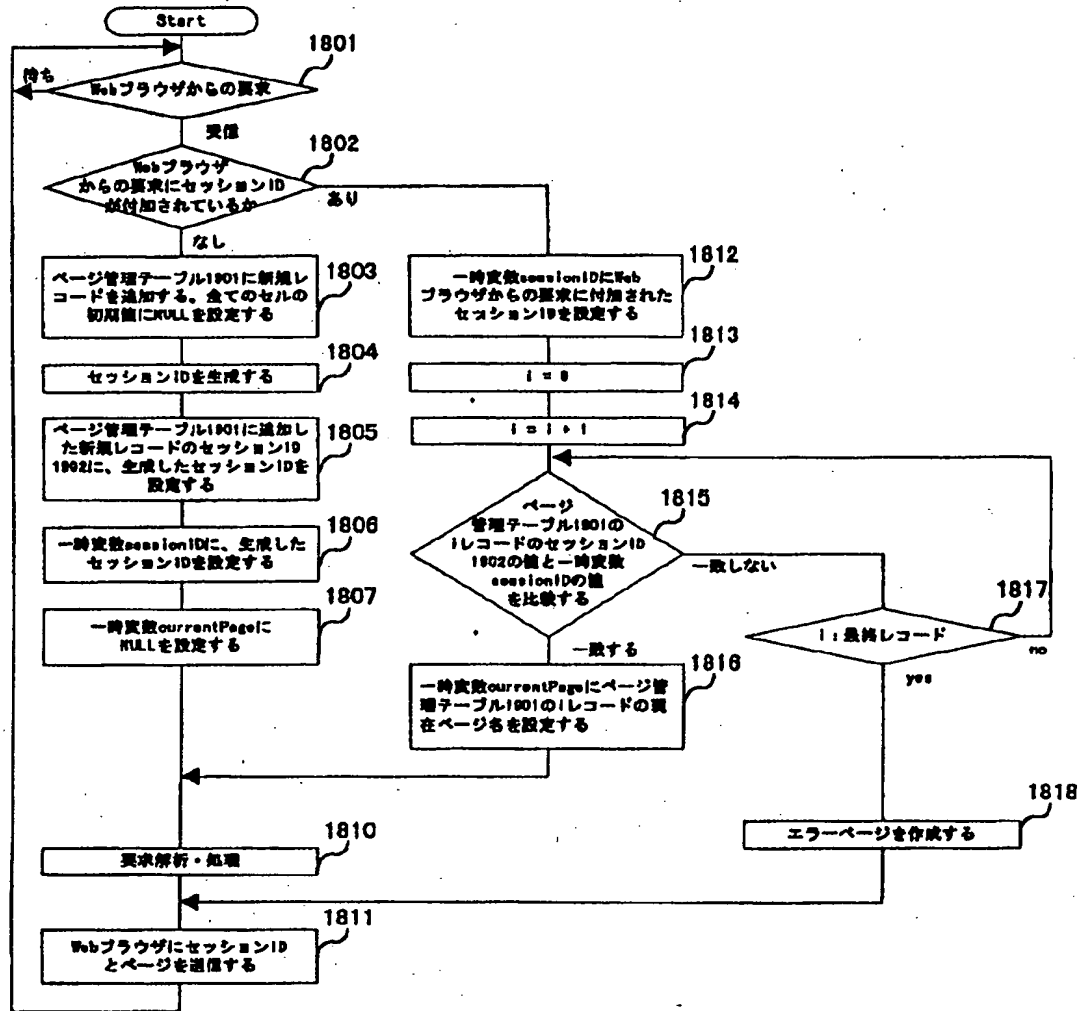 Start
1801
待ち
Webブラウザからの要求
受信
1802
Webブラウザ
からの要求にセッションID
が付加されているか
あり
なし
1803
ページ管理テーブル1901に新規レ
コードを追加する、全てのセルの
初期値にNULLを設定する
1804
セッションIDを生成する
1805
ページ管理テーブル1901に追加し
た新規レコードのセッションID
1902に、生成したセッションIDを
設定する
1806
一時変数sessionIDに、生成した
セッションIDを設定する
1807
一時変数currentPageに
NULLを設定する
1812
一時変数sessionIDにWeb
ブラウザからの要求に付加された
セッションIDを設定する
1813
i = 0
1814
i = i + 1
1815
ページ
管理テーブル1901の
iレコードのセッションID
1902の値と一時変数
sessionIDの値
を比較する
一致しない
一致する
1816
一時変数currentPageにページ管
理テーブル1901のiレコードの現
在ページ名を設定する
1817
i:最終レコード
no
yes
1818
エラーページを作成する
1810
要求解析・処理
1811
WebブラウザにセッションID
とページを送信する